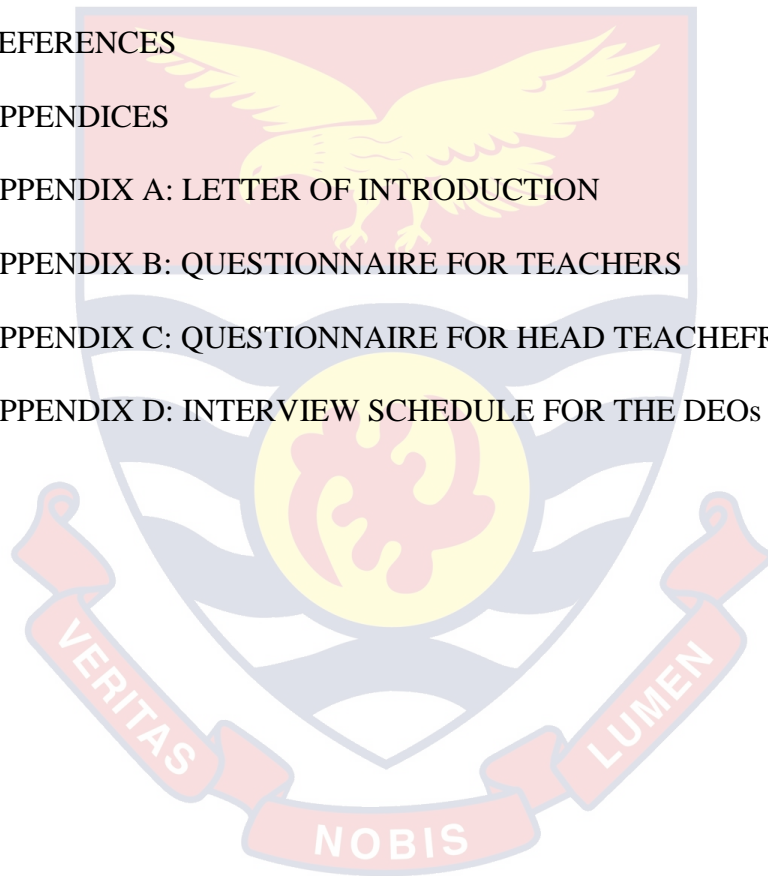 EFERENCES
PPENDICES
PPENDIX A: LETTER OF INTRODUCTION
PPENDIX B: QUESTIONNAIRE FOR TEACHERS
PPENDIX C: QUESTIONNAIRE FOR HEAD TEACHEFR
PPENDIX D: INTERVIEW SCHEDULE FOR THE DEOs
VERITAS
NOBIS
LUMEN